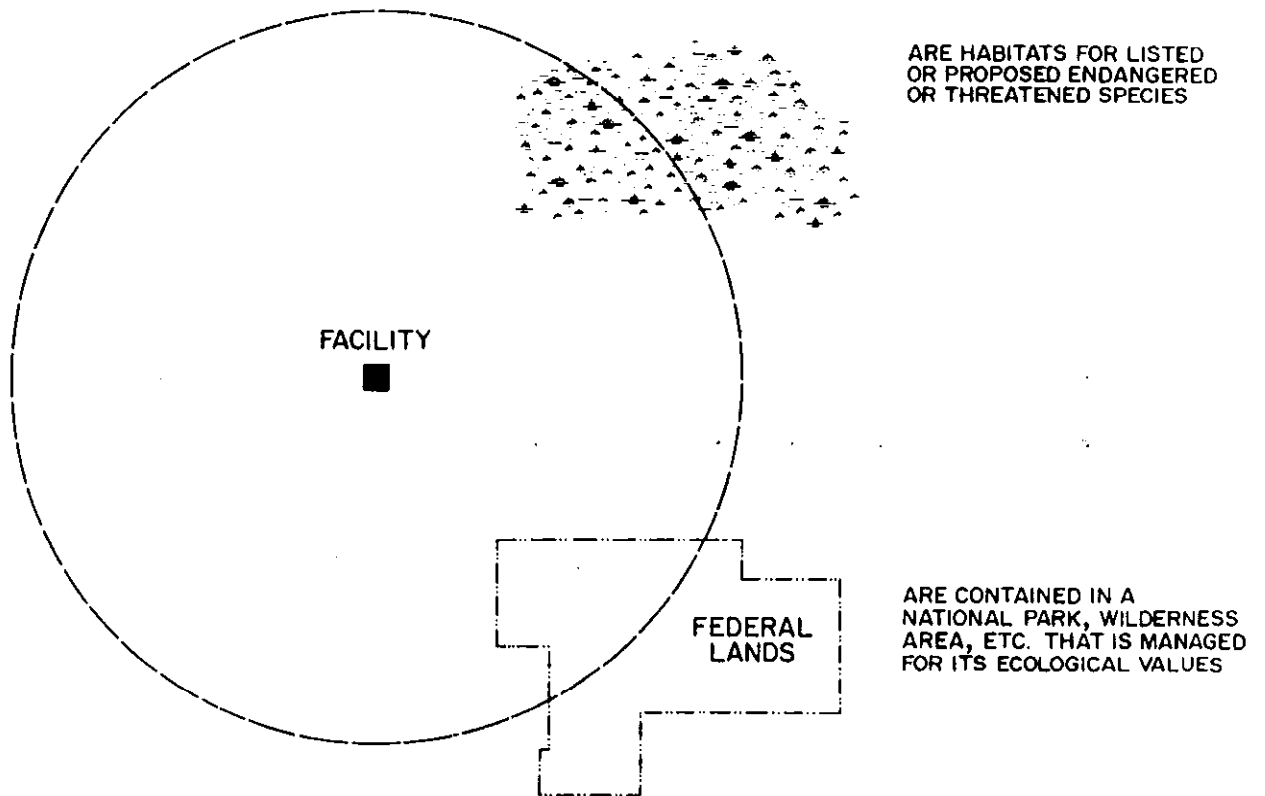 ARE HABITATS FOR LISTED
OR PROPOSED ENDANGERED
OR THREATENED SPECIES
FACILITY
FEDERAL
LANDS
ARE CONTAINED IN A
NATIONAL PARK, WILDERNESS
AREA, ETC. THAT IS MANAGED
FOR ITS ECOLOGICAL VALUES